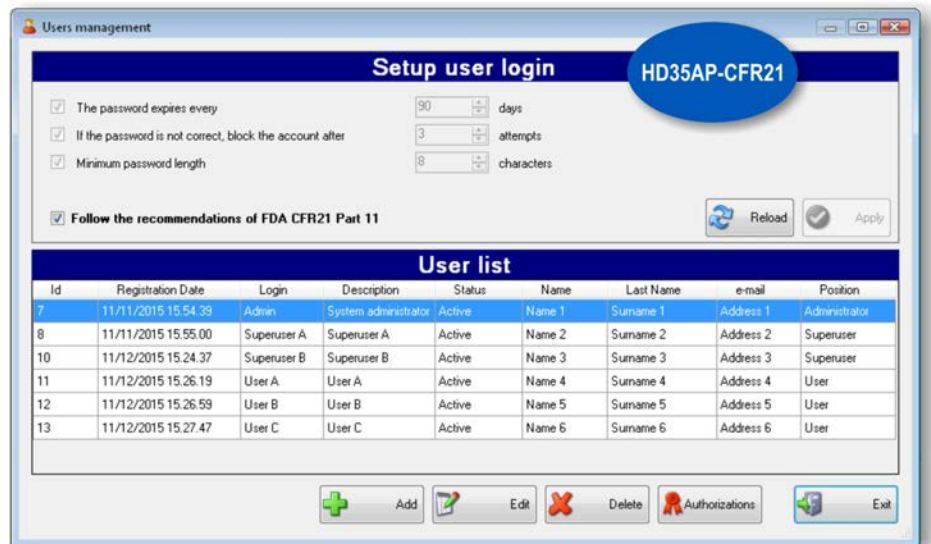 Users management
Setup user login
HD35AP-CFR21
The password expires every 90 days
If the password is not correct, block the account after 3 attempts
Minimum password length 8 characters
Follow the recommendations of FDA CFR21 Part 11
Reload Apply
User list
Id Registration Date Login Description Status Name Last Name e-mail Position
7 11/11/2015 15.54.39 Admin System administrator Active Name 1 Surname 1 Address 1 Administrator
8 11/11/2015 15.55.00 Superuser A Superuser A Active Name 2 Surname 2 Address 2 Superuser
10 11/12/2015 15.24.37 Superuser B Superuser B Active Name 3 Surname 3 Address 3 Superuser
11 11/12/2015 15.26.19 User A User A Active Name 4 Surname 4 Address 4 User
12 11/12/2015 15.26.59 User B User B Active Name 5 Surname 5 Address 5 User
13 11/12/2015 15.27.47 User C User C Active Name 6 Surname 6 Address 6 User
Add Edit Delete Authorizations Exit